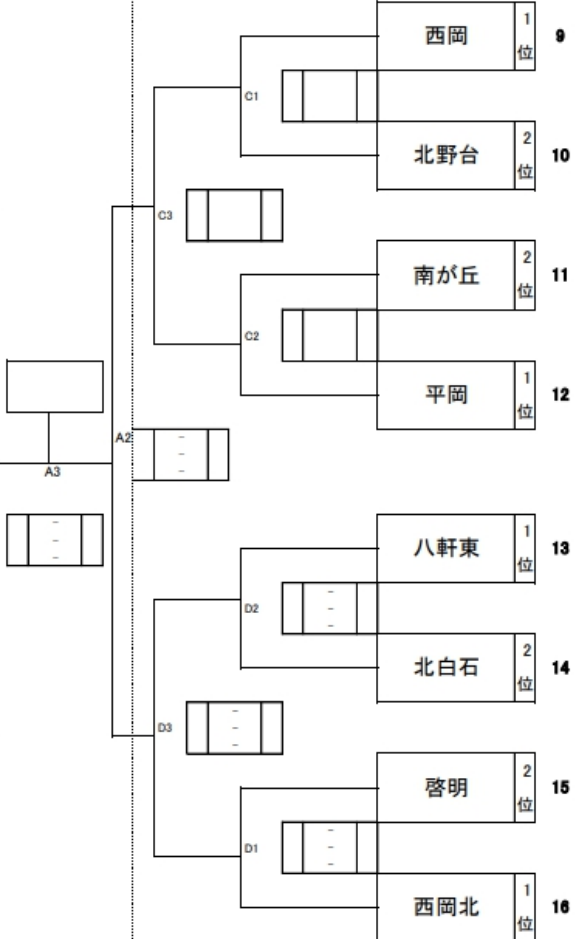 西岡 1位 9
C1
北野台 2位 10
C3
南が丘 2位 11
C2
平岡 1位 12
A2
A3
八軒東 1位 13
D2
北白石 2位 14
D3
啓明 2位 15
D1
西岡北 1位 16